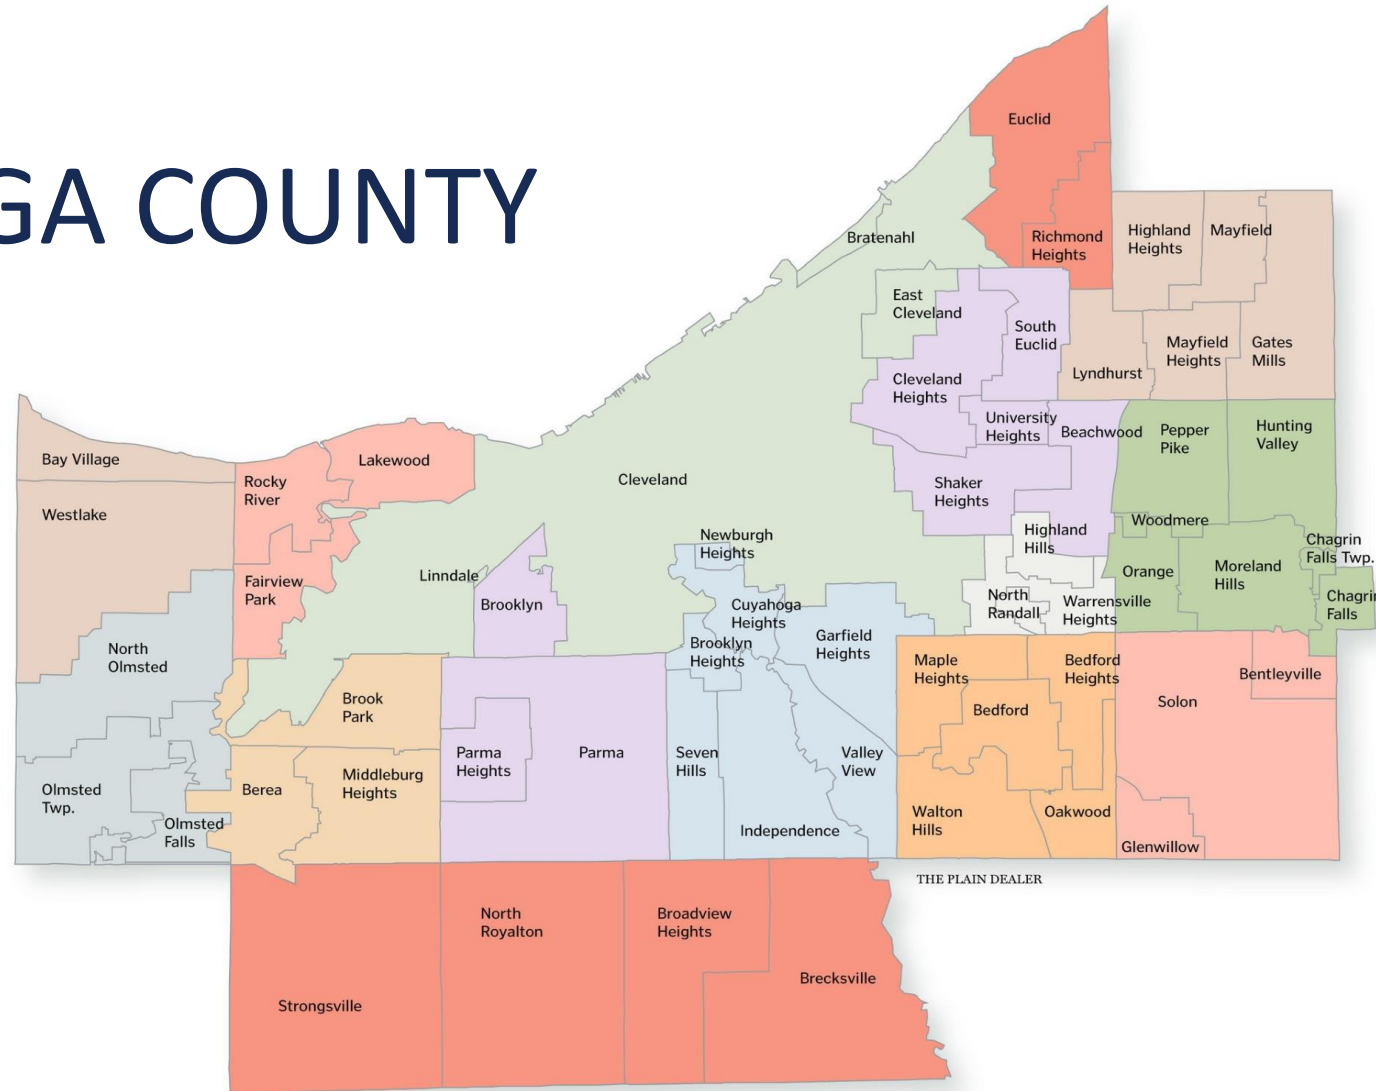 GA COUNTY
Euclid
Richmond
Heights
Highland
Heights
Mayfield
Bratenahl
East
Cleveland
South
Euclid
Mayfield
Heights
Gates
Mills
Lyndhurst
Cleveland
Heights
University
Heights
Beachwood
Pepper
Pike
Hunting
Valley
Bay Village
Rocky
River
Lakewood
Cleveland
Shaker
Heights
Westlake
Woodmere
Highland
Hills
Newburgh
Heights
Chagrin
Falls Twp.
Linndale
Fairview
Park
Brooklyn
Orange
Moreland
Hills
North
Randall
Warrensville
Heights
Chagrin
Falls
Cuyahoga
Heights
Brooklyn
Heights
Garfield
Heights
North
Olmsted
Maple
Heights
Bedford
Heights
Bentleyville
Brook
Park
Bedford
Solon
Parma
Heights
Parma
Seven
Hills
Valley
View
Olmsted
Twp.
Berea
Middleburg
Heights
Walton
Hills
Oakwood
Olmsted
Falls
Independence
Glenwillow
THE PLAIN DEALER
North
Royalton
Broadview
Heights
Brecksville
Strongsville